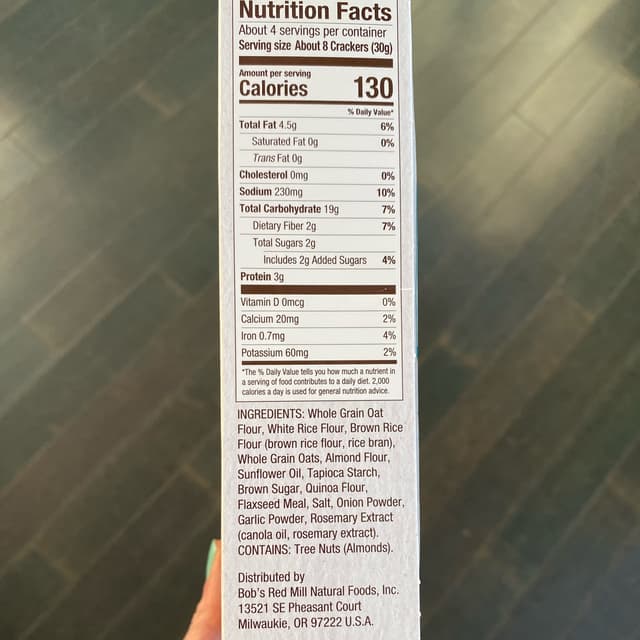 Nutrition Facts
About 4 servings per container
Serving size About 8 Crackers (30g)
Amount per serving
Calories 130
% Daily Value*
Total Fat 4.5g 6%
Saturated Fat 0g 0%
Trans Fat 0g
Cholesterol 0mg 0%
Sodium 230mg 10%
Total Carbohydrate 19g 7%
Dietary Fiber 2g 7%
Total Sugars 2g
Includes 2g Added Sugars 4%
Protein 3g
Vitamin D 0mcg 0%
Calcium 20mg 2%
Iron 0.7mg 4%
Potassium 60mg 2%
*The % Daily Value tells you how much a nutrient in
a serving of food contributes to a daily diet. 2,000
calories a day is used for general nutrition advice.
INGREDIENTS: Whole Grain Oat
Flour, White Rice Flour, Brown Rice
Flour (brown rice flour, rice bran),
Whole Grain Oats, Almond Flour,
Sunflower Oil, Tapioca Starch,
Brown Sugar, Quinoa Flour,
Flaxseed Meal, Salt, Onion Powder,
Garlic Powder, Rosemary Extract
(canola oil, rosemary extract).
CONTAINS: Tree Nuts (Almonds).
Distributed by
Bob's Red Mill Natural Foods, Inc.
13521 SE Pheasant Court
Milwaukie, OR 97222 U.S.A.